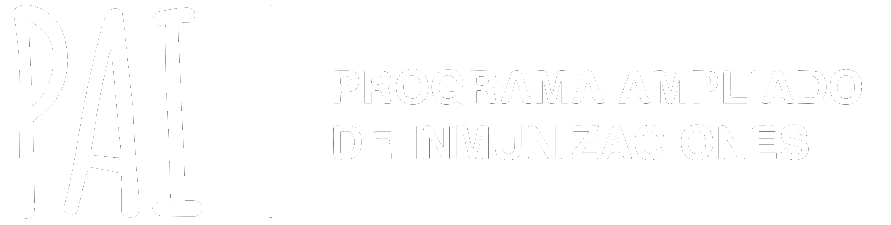 PAI
PROGRAMA AMPLIADO
DE INMUNIZACIONES